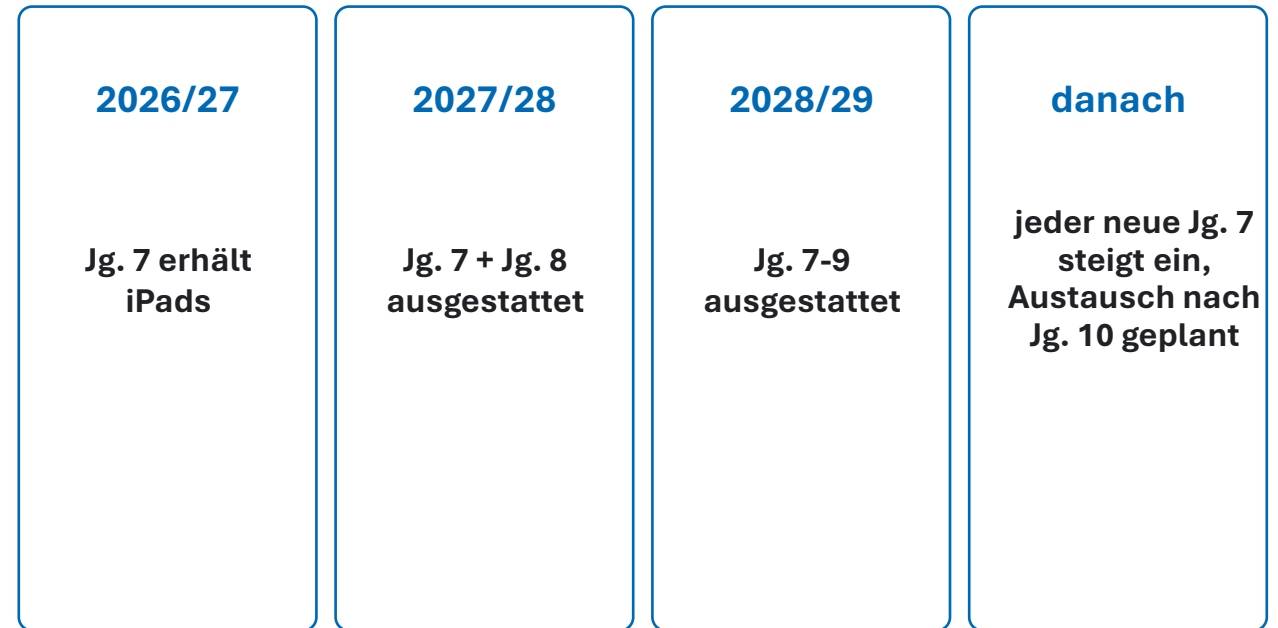 2026/27
Jg. 7 erhält
iPads
2027/28
Jg. 7 + Jg. 8
ausgestattet
2028/29
Jg. 7-9
ausgestattet
danach
jeder neue Jg. 7
steigt ein,
Austausch nach
Jg. 10 geplant